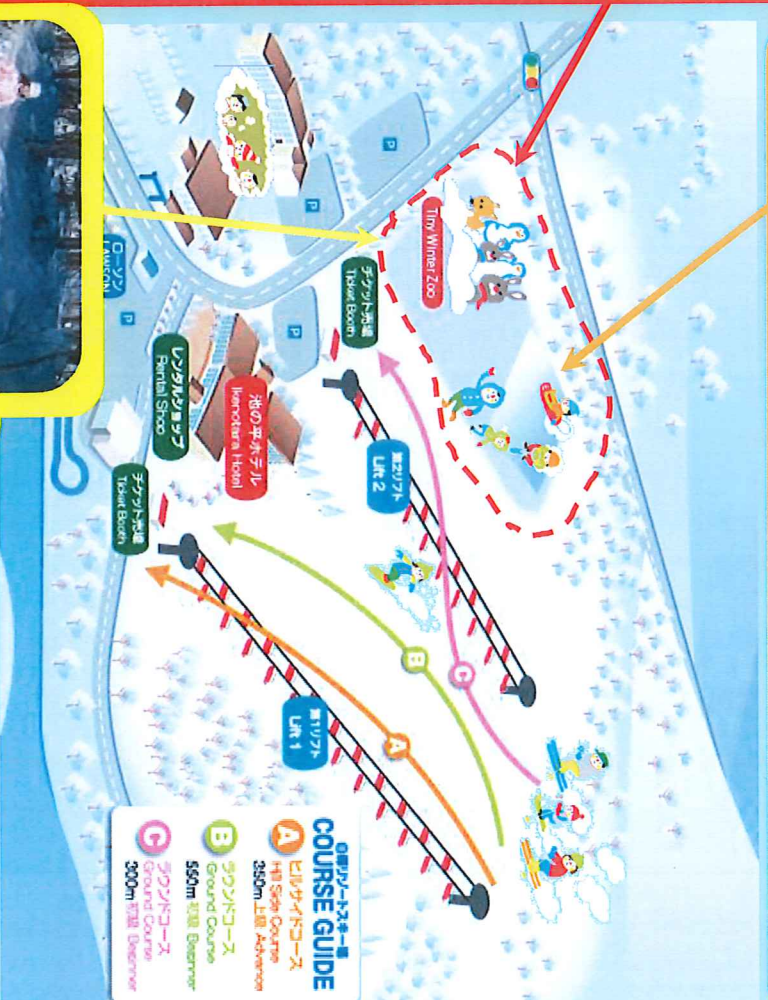 Tiny Winter Zoo
P
P
P
P
ローソン
LAWSON
チケット売場
Ticket Booth
レンタルショップ
Rental Shop
池の平ホテル
Ikenotaira Hotel
チケット売場
Ticket Booth
第2リフト
Lift 2
第1リフト
Lift 1
A
B
C
COURSE GUIDE
A ヒルサイドコース
Hill Side Course
350m 上級 Advance
B ラウンドコース
Ground Course
550m 初級 Beginner
C ラウンドコース
Ground Course
300m 初級 Beginner